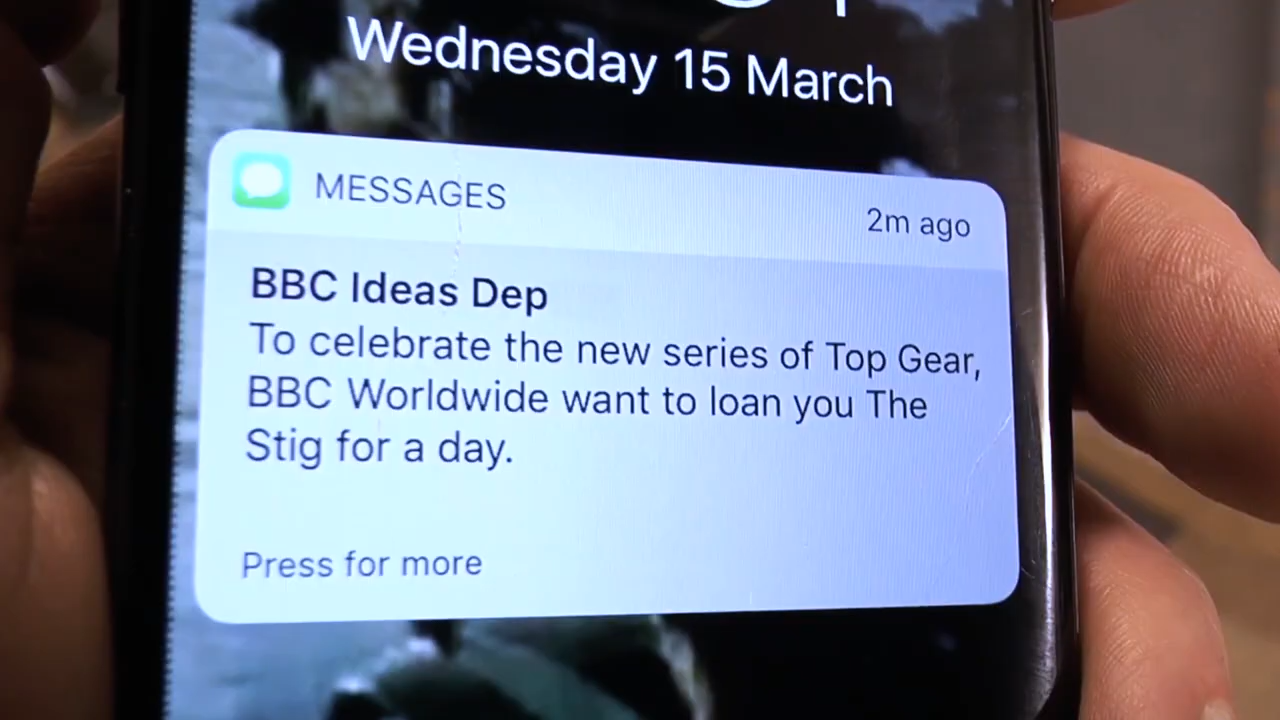 Wednesday 15 March
MESSAGES
2m ago
BBC Ideas Dep
To celebrate the new series of Top Gear,
BBC Worldwide want to loan you The
Stig for a day.
Press for more